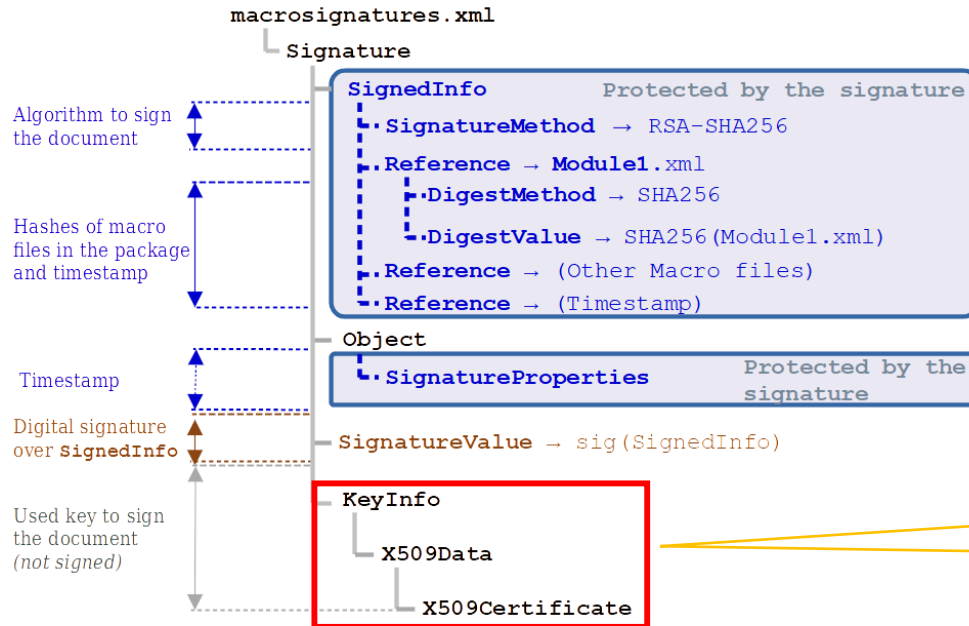 macrosignatures.xml
Signature
SignedInfo
Protected by the signature
Algorithm to sign
the document
SignatureMethod → RSA-SHA256
Reference → Module1.xml
DigestMethod → SHA256
Hashes of macro
files in the package
and timestamp
DigestValue → SHA256(Module1.xml)
Reference → (Other Macro files)
Reference → (Timestamp)
Object
Timestamp
SignatureProperties
Protected by the
signature
Digital signature
over SignedInfo
SignatureValue → sig(SignedInfo)
KeyInfo
Used key to sign
the document
(not signed)
X509Data
X509Certificate